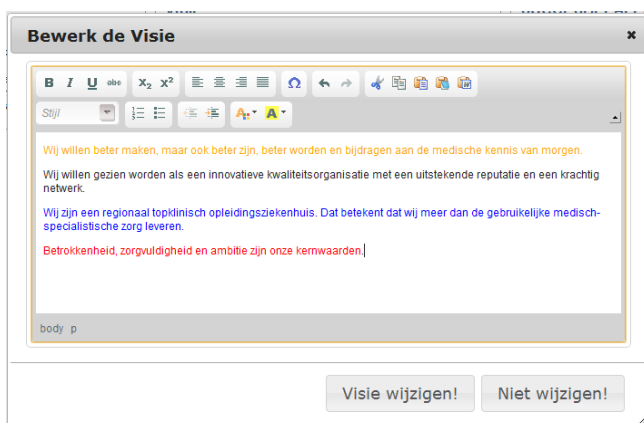 Bewerk de Visie
B I U abc X₂ X² Ω
Stijl A A
Wij willen beter maken, maar ook beter zijn, beter worden en bijdragen aan de medische kennis van morgen.
Wij willen gezien worden als een innovatieve kwaliteitsorganisatie met een uitstekende reputatie en een krachtig
netwerk.
Wij zijn een regionaal topklinisch opleidingsziekenhuis. Dat betekent dat wij meer dan de gebruikelijke medisch-
specialistische zorg leveren.
Betrokkenheid, zorgvuldigheid en ambitie zijn onze kernwaarden.
body p
Visie wijzigen! Niet wijzigen!